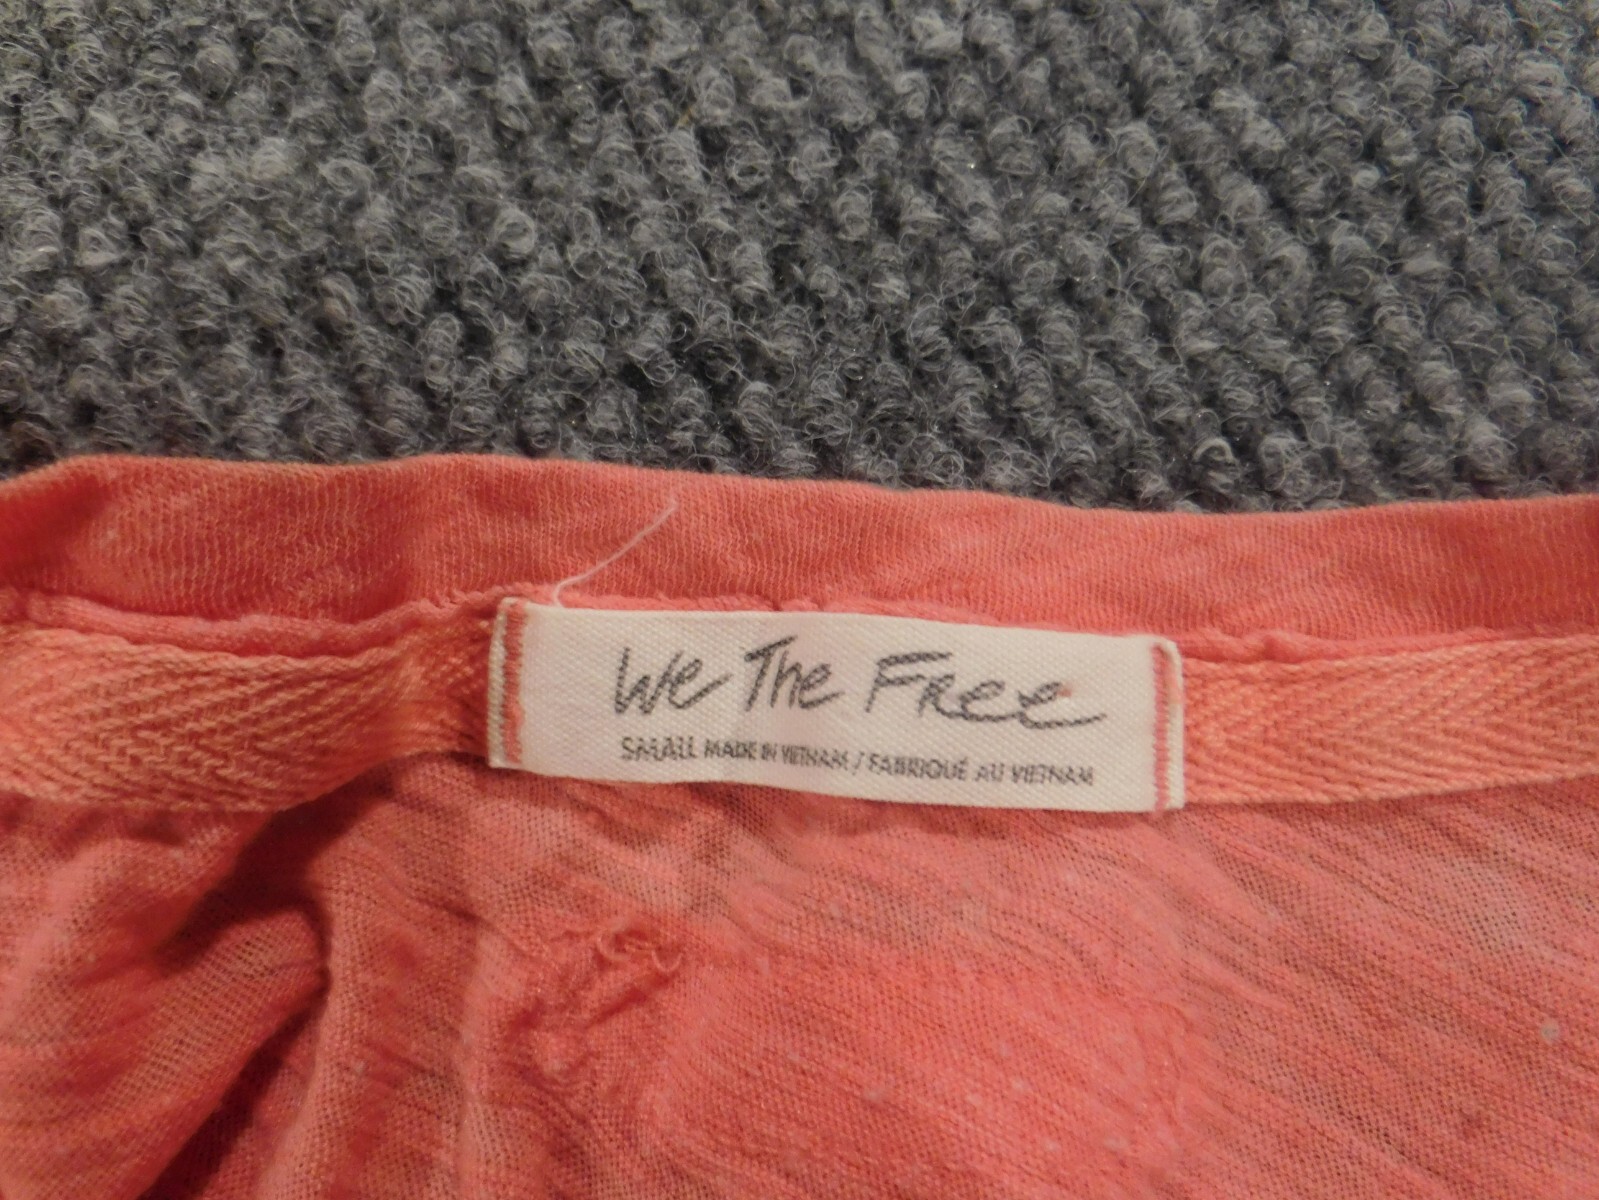 We The Free
SMALL MADE IN VIETNAM / FABRIQUÉ AU VIETNAM